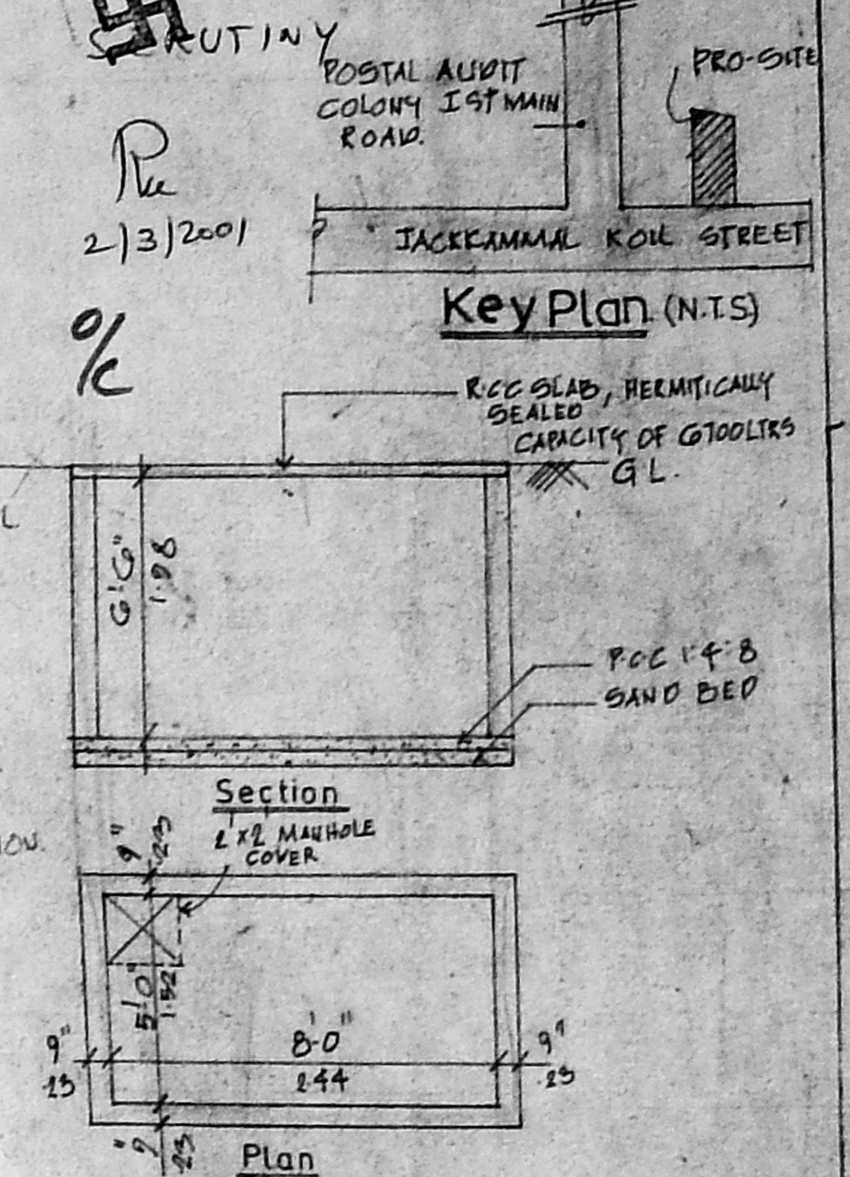 SCRUTINY
POSTAL AUDIT
COLONY IST MAIN
ROAD.
PRO-SITE
2/3/2001
JACKKAMMAL KOIL STREET
Key Plan (N.T.S)
O/C
R.C.C SLAB, HERMITICALLY
SEALED
CAPACITY OF 6700LTRS
G L.
L
6'6"
1.98
P.C.C 1:4:8
SAND BED
Section
2'x2' MANHOLE
COVER
9"
.23
5'0"
1.52
9"
.23
8'-0"
2.44
9"
.23
9"
.23
Plan